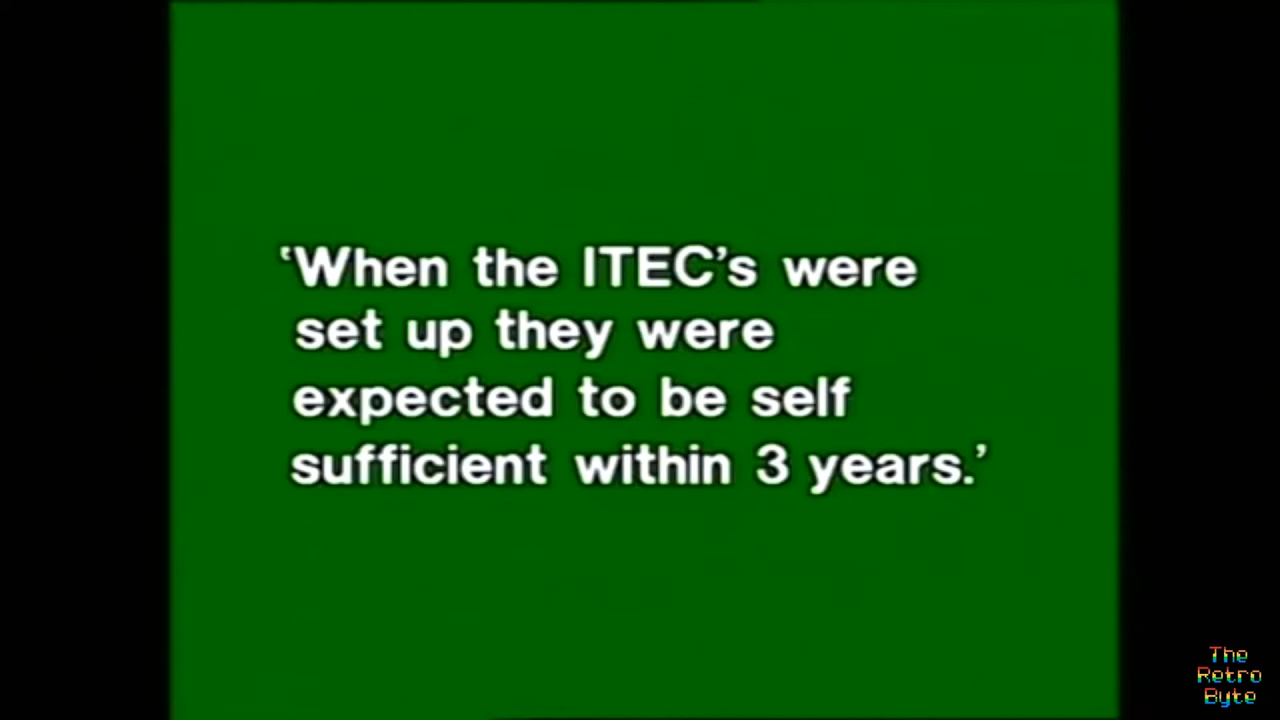 ‘When the ITEC’s were
set up they were
expected to be self
sufficient within 3 years.’
The
Retro
Byte